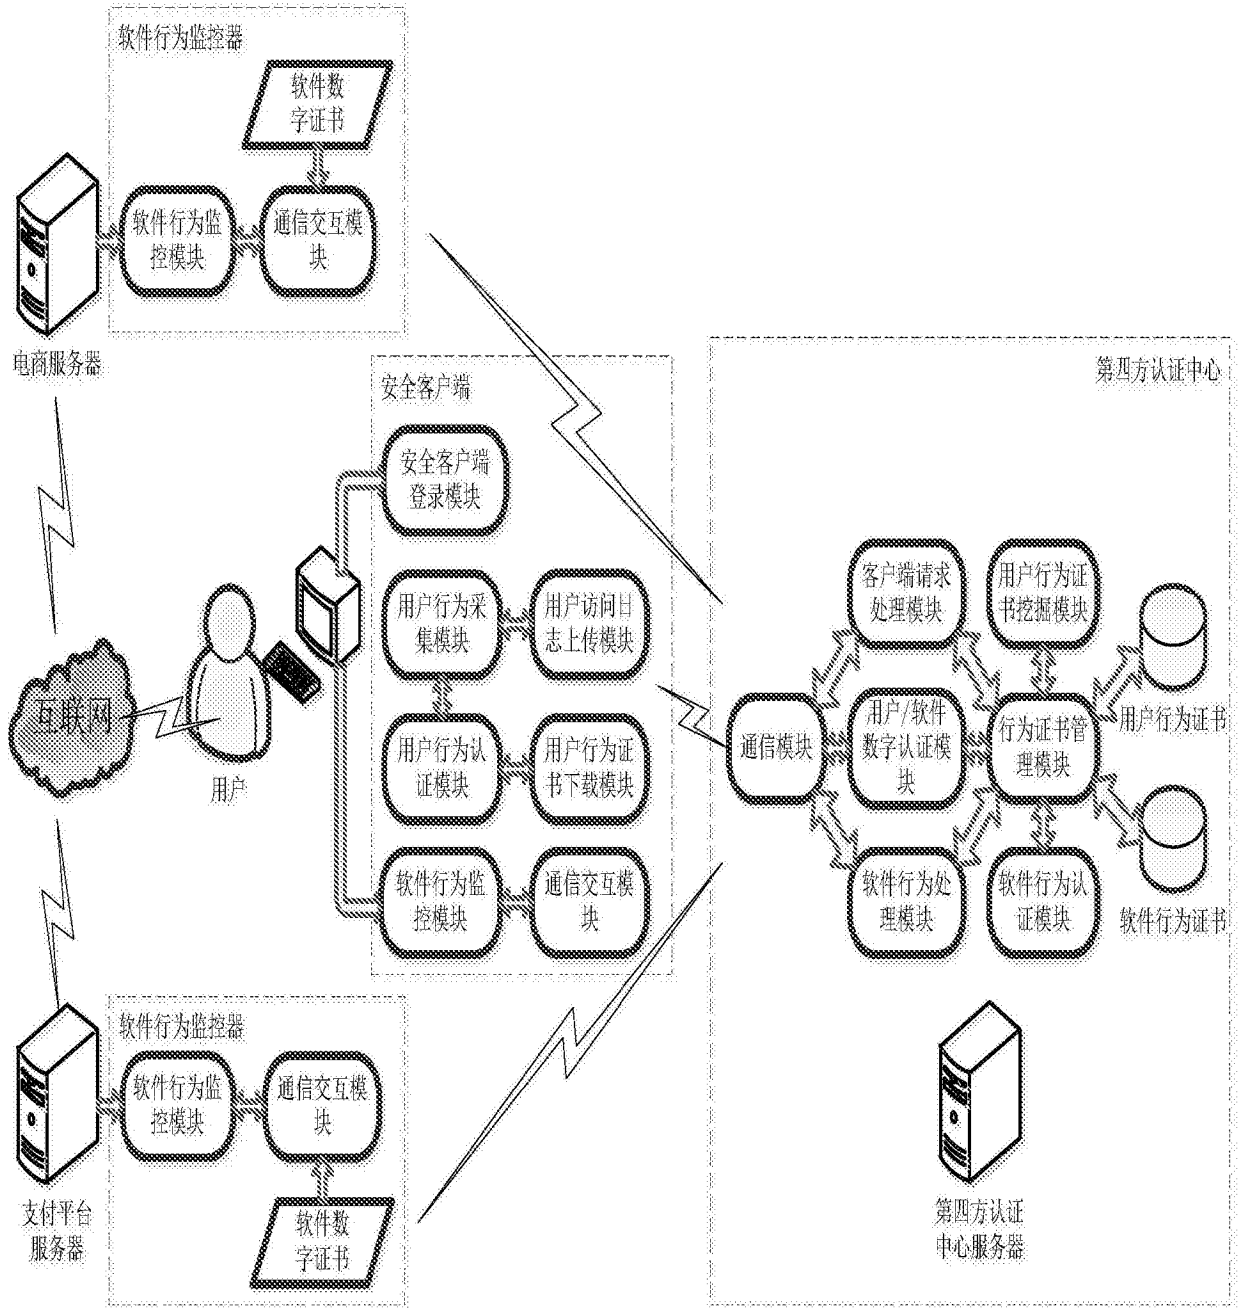 软件行为监控器
软件数
字证书
软件行为监
控模块
通信交互模
块
电商服务器
安全客户端
安全客户端
登录模块
用户行为采
集模块
用户访问日
志上传模块
用户行为认
证模块
用户行为证
书下载模块
软件行为监
控模块
通信交互模
块
互联网
用户
软件行为监控器
软件行为监
控模块
通信交互模
块
软件数
字证书
支付平台
服务器
第四方认证中心
客户端请求
处理模块
用户行为证
书挖掘模块
通信模块
用户/软件
数字认证模
块
行为证书管
理模块
用户行为证书
软件行为处
理模块
软件行为认
证模块
软件行为证书
第四方认证
中心服务器